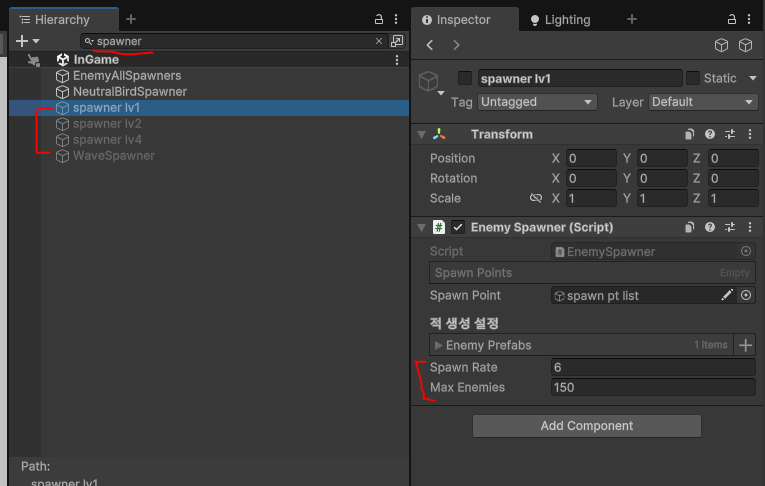 Hierarchy
spawner
InGame
EnemyAllSpawners
NeutralBirdSpawner
spawner lv1
spawner lv2
spawner lv4
WaveSpawner
Path:
spawner lv1
Inspector
Lighting
spawner lv1
Static
Tag Untagged Layer Default
Transform
Position X 0 Y 0 Z 0
Rotation X 0 Y 0 Z 0
Scale X 1 Y 1 Z 1
Enemy Spawner (Script)
Script EnemySpawner
Spawn Points Empty
Spawn Point spawn pt list
적 생성 설정
Enemy Prefabs 1 Items
Spawn Rate 6
Max Enemies 150
Add Component